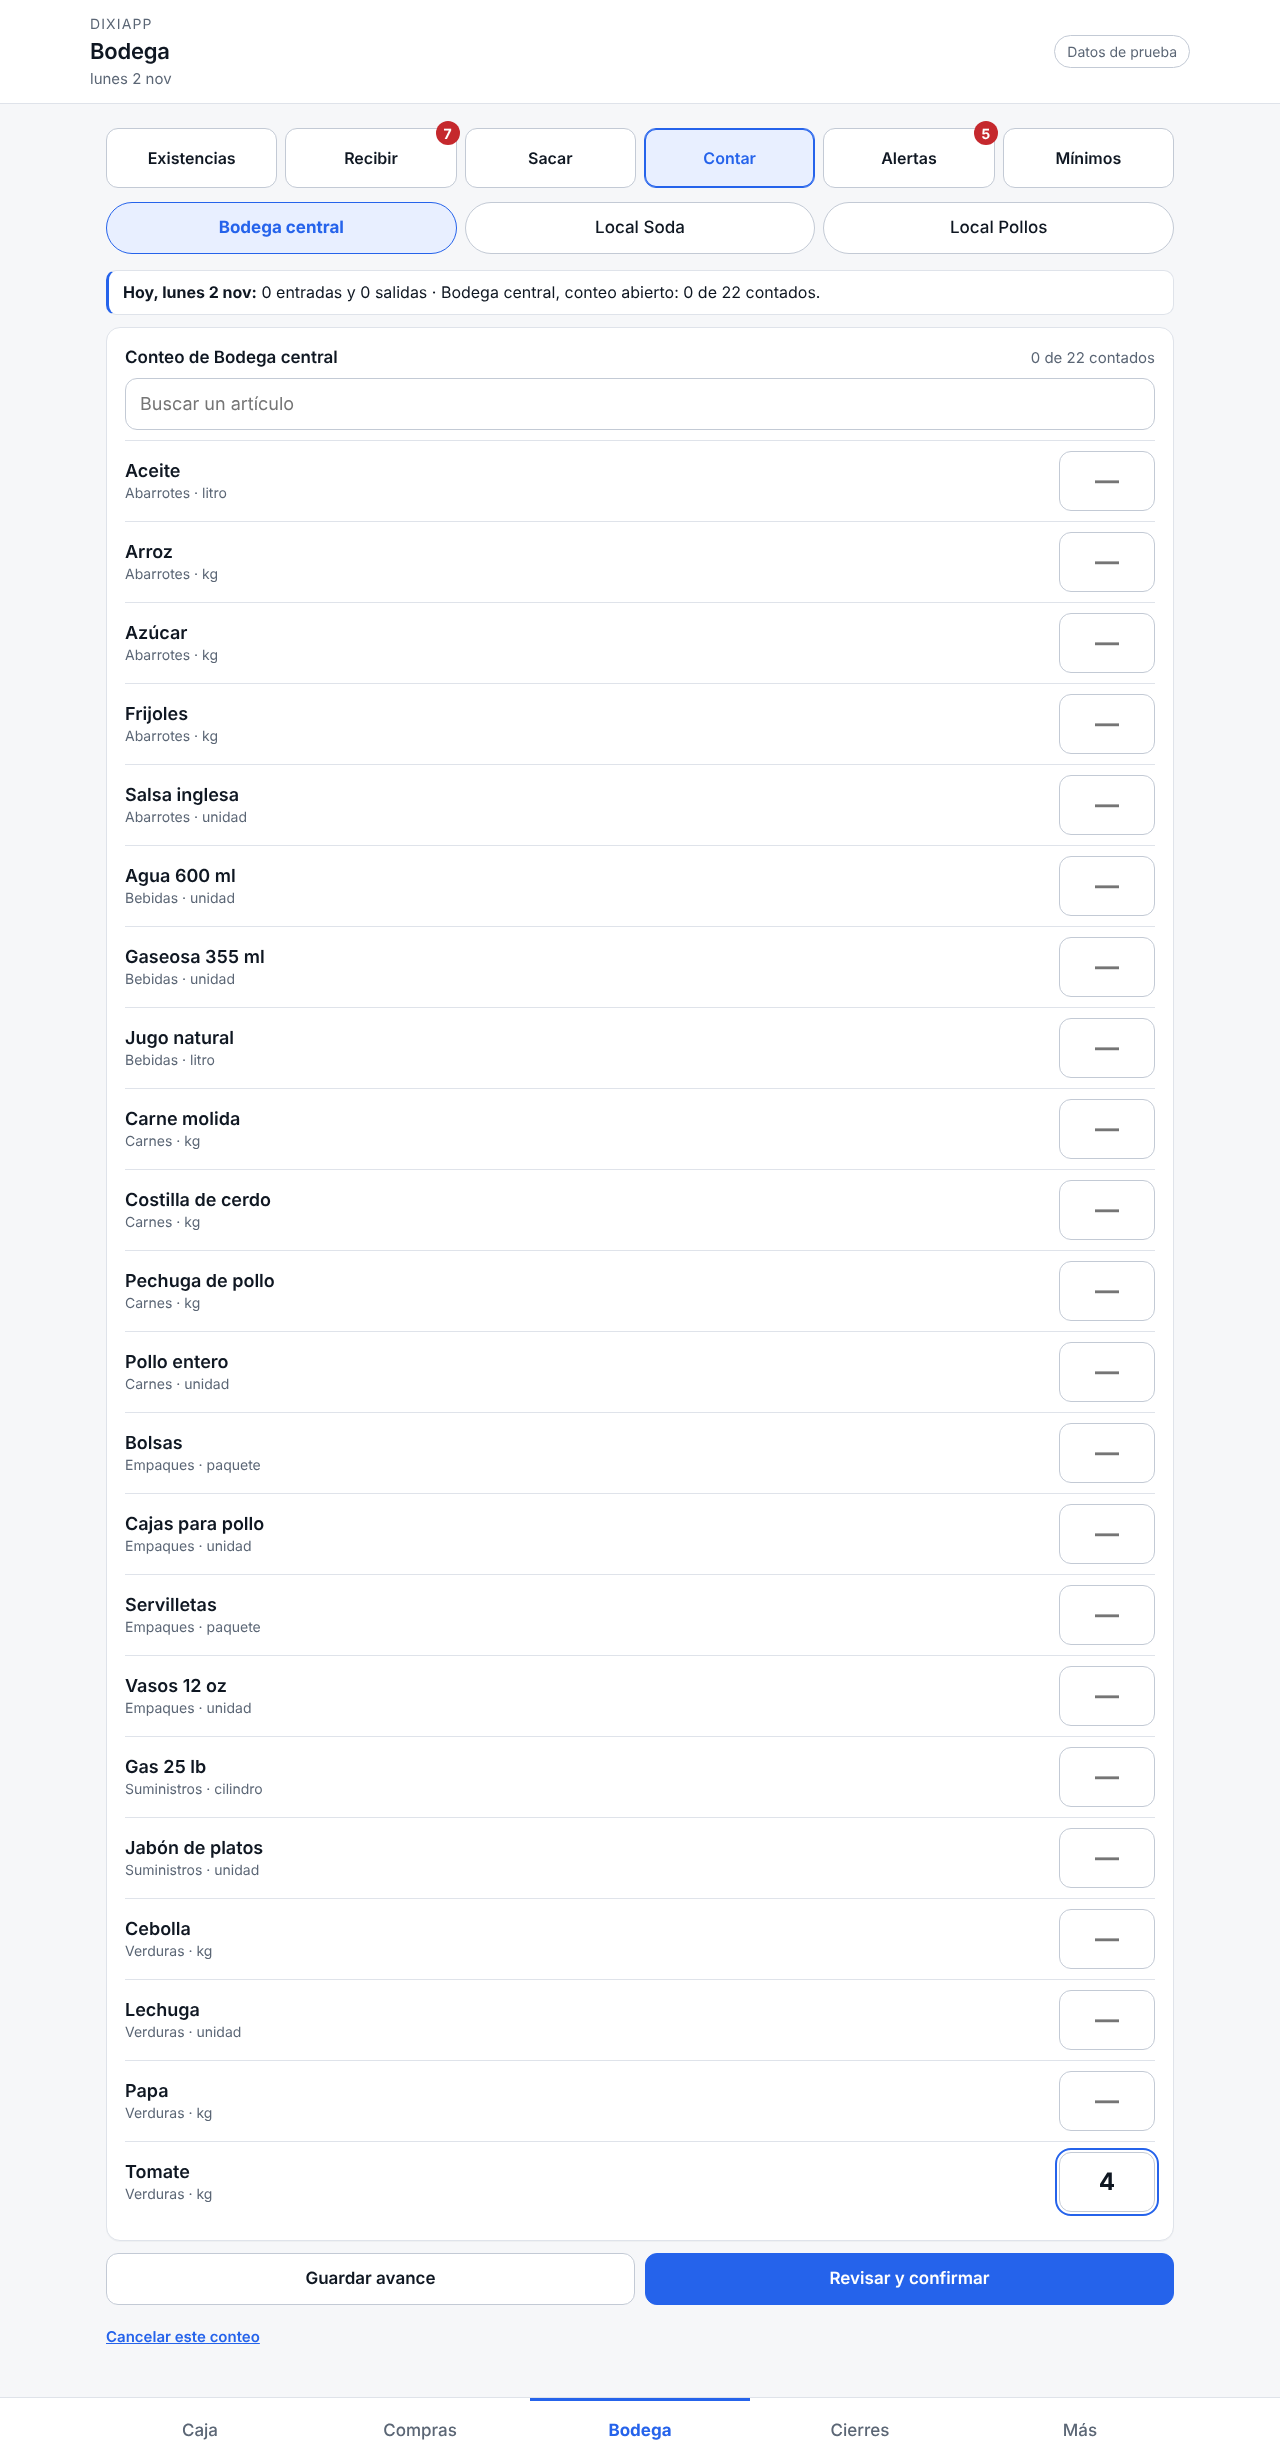 DIXIAPP
Bodega
lunes 2 nov
Datos de prueba
Existencias
Recibir
7
Sacar
Contar
Alertas
5
Mínimos
Bodega central
Local Soda
Local Pollos
Hoy, lunes 2 nov: 0 entradas y 0 salidas · Bodega central, conteo abierto: 0 de 22 contados.
Conteo de Bodega central
0 de 22 contados
Buscar un artículo
Aceite
Abarrotes · litro
—
Arroz
Abarrotes · kg
—
Azúcar
Abarrotes · kg
—
Frijoles
Abarrotes · kg
—
Salsa inglesa
Abarrotes · unidad
—
Agua 600 ml
Bebidas · unidad
—
Gaseosa 355 ml
Bebidas · unidad
—
Jugo natural
Bebidas · litro
—
Carne molida
Carnes · kg
—
Costilla de cerdo
Carnes · kg
—
Pechuga de pollo
Carnes · kg
—
Pollo entero
Carnes · unidad
—
Bolsas
Empaques · paquete
—
Cajas para pollo
Empaques · unidad
—
Servilletas
Empaques · paquete
—
Vasos 12 oz
Empaques · unidad
—
Gas 25 lb
Suministros · cilindro
—
Jabón de platos
Suministros · unidad
—
Cebolla
Verduras · kg
—
Lechuga
Verduras · unidad
—
Papa
Verduras · kg
—
Tomate
Verduras · kg
4
Guardar avance
Revisar y confirmar
Cancelar este conteo
Caja
Compras
Bodega
Cierres
Más